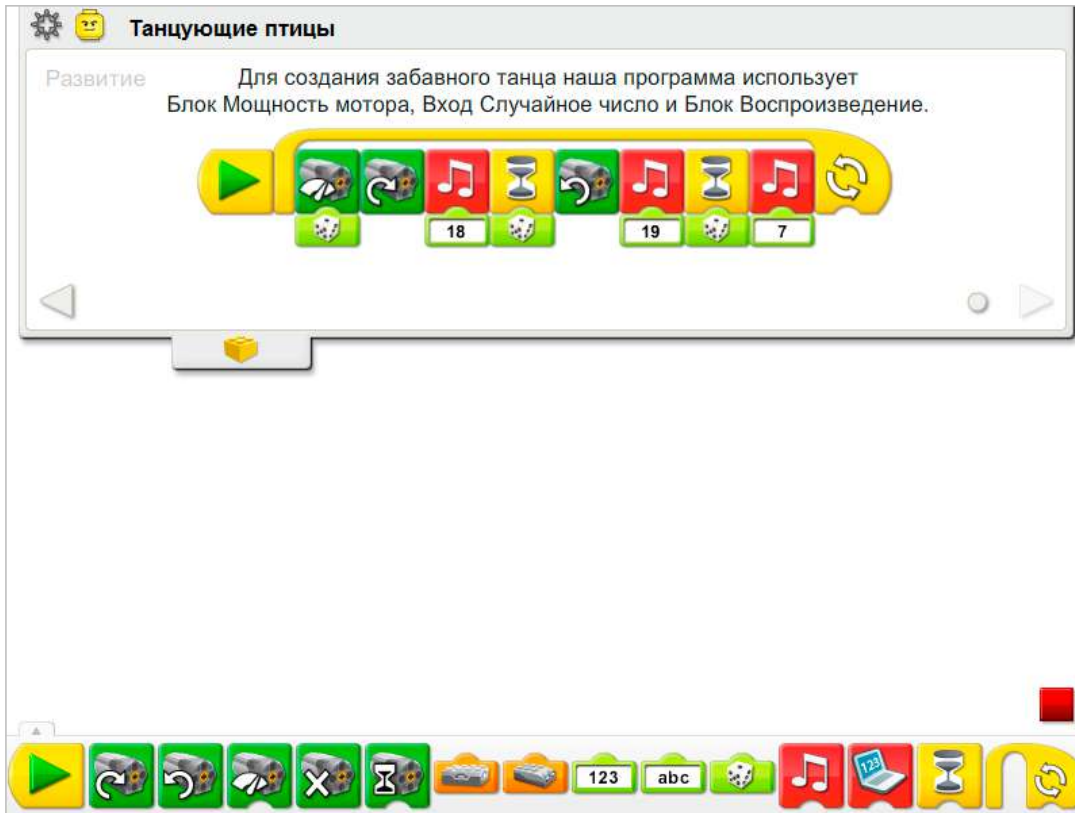 Танцующие птицы
Развитие
Для создания забавного танца наша программа использует
Блок Мощность мотора, Вход Случайное число и Блок Воспроизведение.
18 19 7
123 abc 123